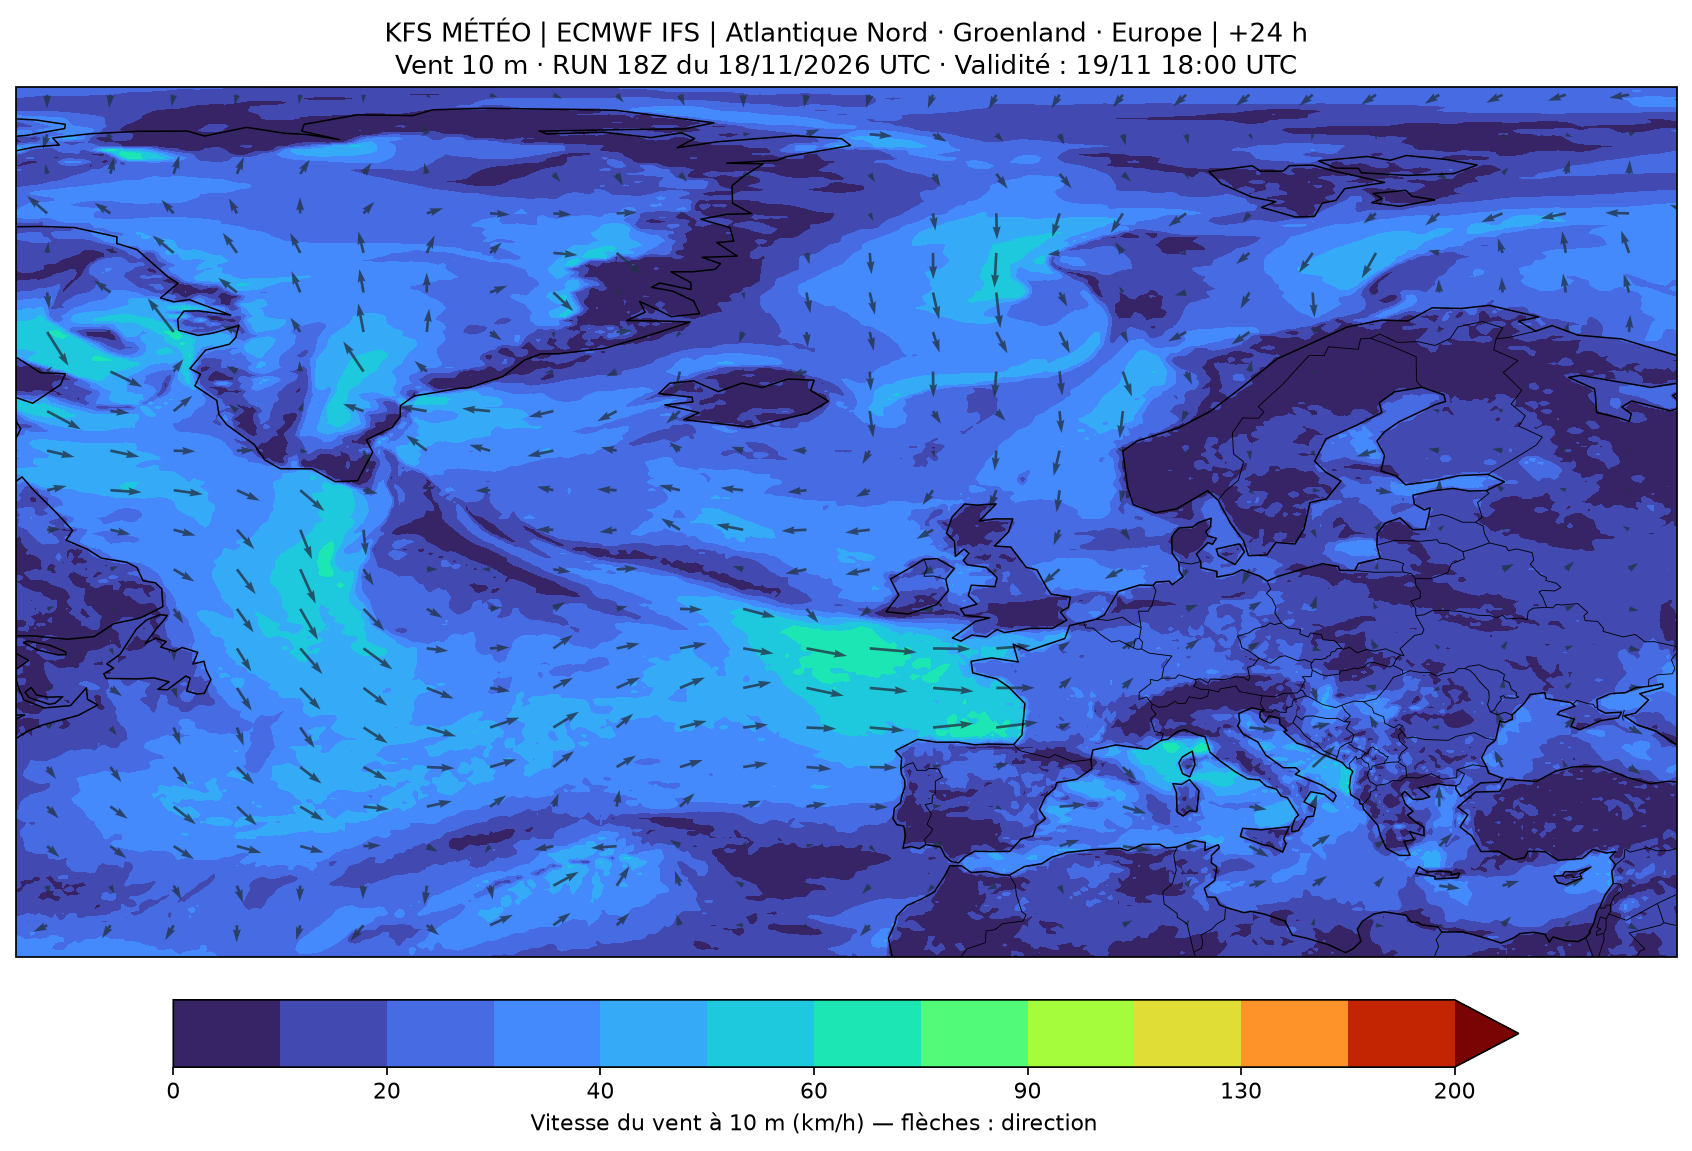 KFS MÉTÉO | ECMWF IFS | Atlantique Nord · Groenland · Europe | +24 h
Vent 10 m · RUN 18Z du 18/11/2026 UTC · Validité : 19/11 18:00 UTC
0 20 40 60 90 130 200
Vitesse du vent à 10 m (km/h) — flèches : direction